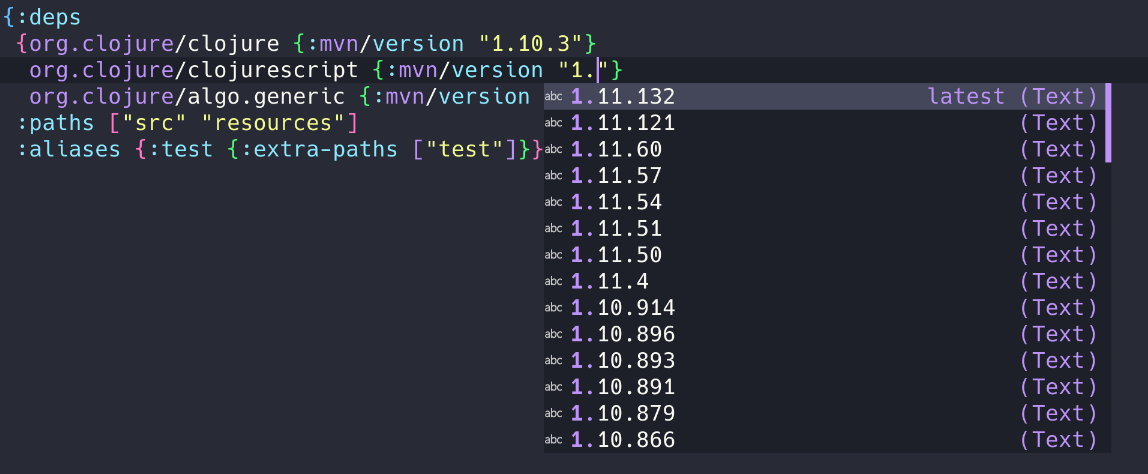 {:deps
{org.clojure/clojure {:mvn/version "1.10.3"}
org.clojure/clojurescript {:mvn/version "1."}
org.clojure/algo.generic {:mvn/version
:paths ["src" "resources"]
:aliases {:test {:extra-paths ["test"]}}
abc 1.11.132 latest (Text)
abc 1.11.121 (Text)
abc 1.11.60 (Text)
abc 1.11.57 (Text)
abc 1.11.54 (Text)
abc 1.11.51 (Text)
abc 1.11.50 (Text)
abc 1.11.4 (Text)
abc 1.10.914 (Text)
abc 1.10.896 (Text)
abc 1.10.893 (Text)
abc 1.10.891 (Text)
abc 1.10.879 (Text)
abc 1.10.866 (Text)